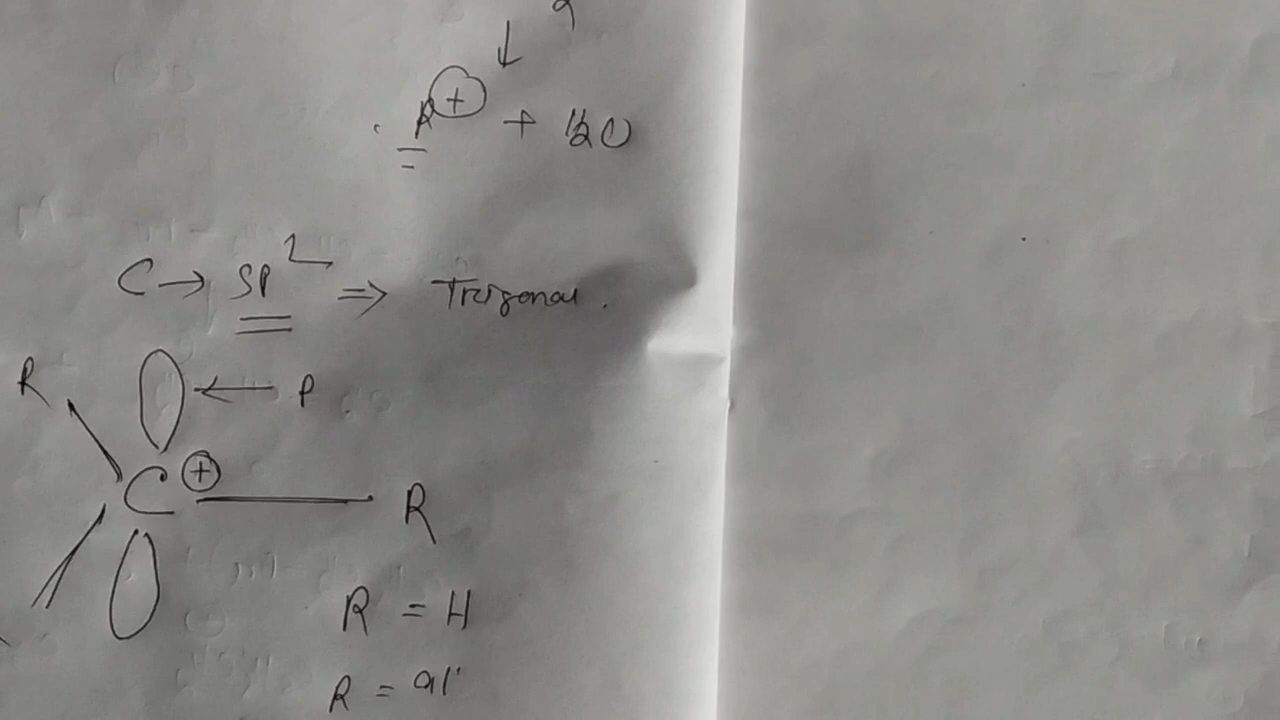 R⊕ + H2O
C → SP² ⇒ Trigonal.
R
← P
C⊕ — R
R = H
R = al